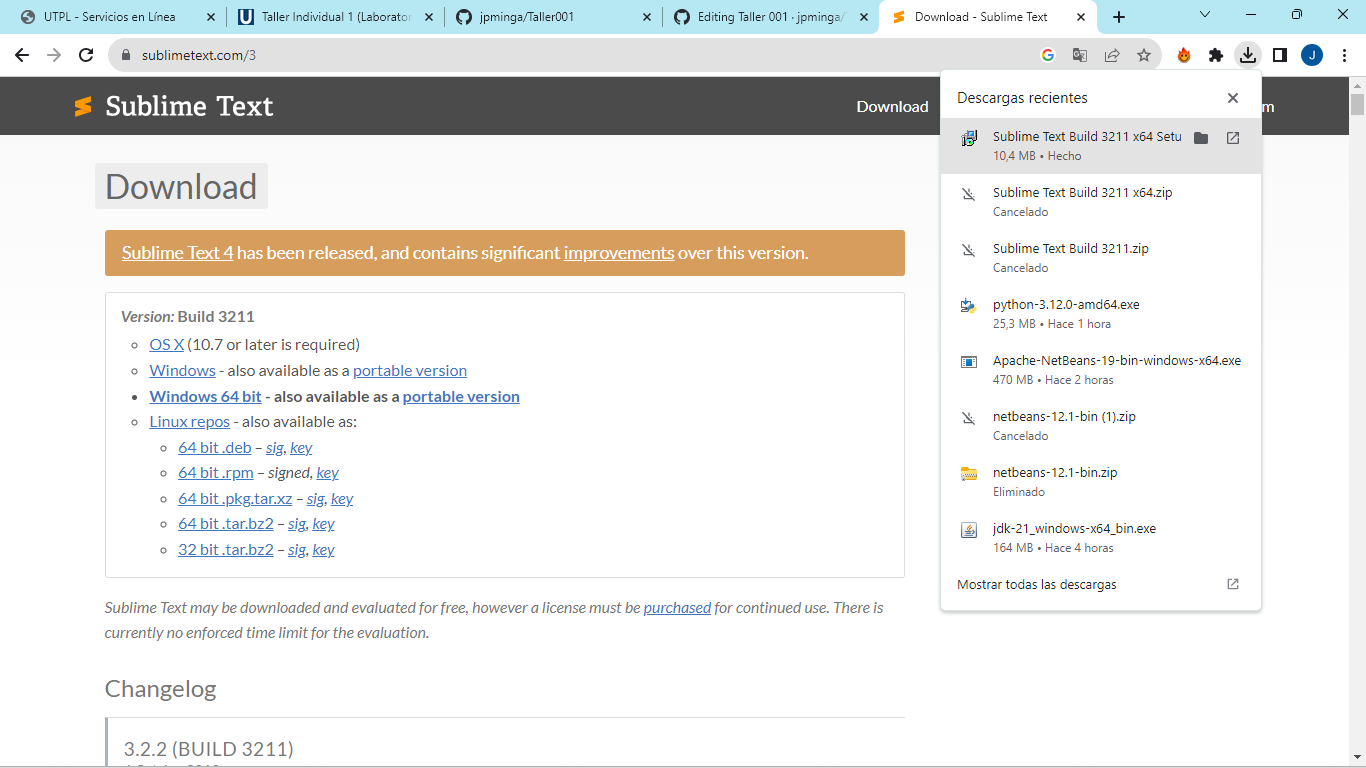 UTPL - Servicios en Línea
Taller Individual 1 (Laborator
jpminga/Taller001
Editing Taller 001 · jpminga/
Download - Sublime Text
sublimetext.com/3
J
Sublime Text
Download
m
Descargas recientes
Sublime Text Build 3211 x64 Setu
10,4 MB • Hecho
Sublime Text Build 3211 x64.zip
Cancelado
Sublime Text Build 3211.zip
Cancelado
python-3.12.0-amd64.exe
25,3 MB • Hace 1 hora
Apache-NetBeans-19-bin-windows-x64.exe
470 MB • Hace 2 horas
netbeans-12.1-bin (1).zip
Cancelado
netbeans-12.1-bin.zip
Eliminado
jdk-21_windows-x64_bin.exe
164 MB • Hace 4 horas
Mostrar todas las descargas
Download
Sublime Text 4 has been released, and contains significant improvements over this version.
Version: Build 3211
OS X (10.7 or later is required)
Windows - also available as a portable version
Windows 64 bit - also available as a portable version
Linux repos - also available as:
64 bit .deb – sig, key
64 bit .rpm – signed, key
64 bit .pkg.tar.xz – sig, key
64 bit .tar.bz2 – sig, key
32 bit .tar.bz2 – sig, key
Sublime Text may be downloaded and evaluated for free, however a license must be purchased for continued use. There is
currently no enforced time limit for the evaluation.
Changelog
3.2.2 (BUILD 3211)